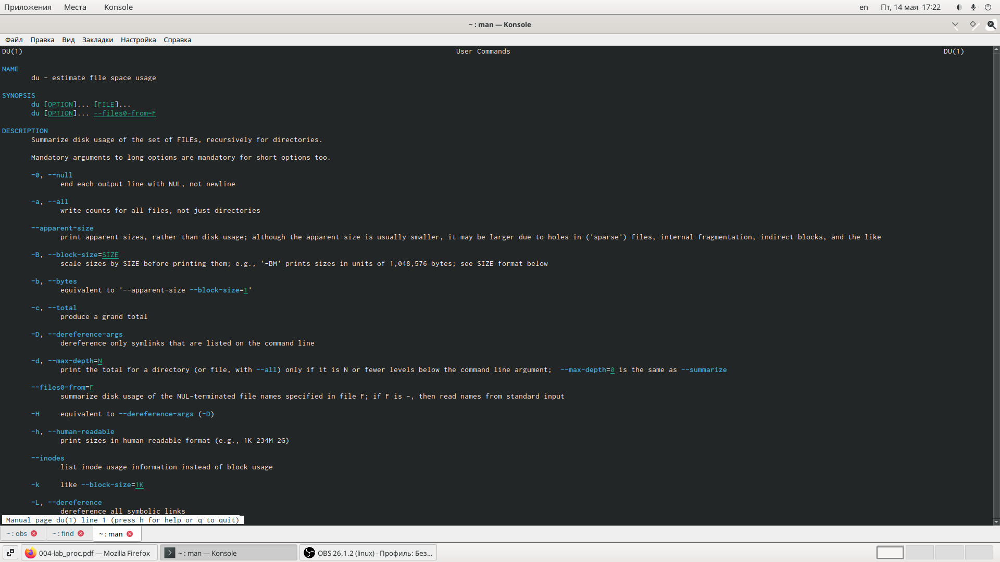 Приложения Места Konsole en Пт, 14 мая 17:22
~ : man — Konsole
Файл Правка Вид Закладки Настройка Справка
DU(1) User Commands DU(1)
NAME
du - estimate file space usage
SYNOPSIS
du [OPTION]... [FILE]...
du [OPTION]... --files0-from=F
DESCRIPTION
Summarize disk usage of the set of FILEs, recursively for directories.
Mandatory arguments to long options are mandatory for short options too.
-0, --null
end each output line with NUL, not newline
-a, --all
write counts for all files, not just directories
--apparent-size
print apparent sizes, rather than disk usage; although the apparent size is usually smaller, it may be larger due to holes in ('sparse') files, internal fragmentation, indirect blocks, and the like
-B, --block-size=SIZE
scale sizes by SIZE before printing them; e.g., '-BM' prints sizes in units of 1,048,576 bytes; see SIZE format below
-b, --bytes
equivalent to '--apparent-size --block-size=1'
-c, --total
produce a grand total
-D, --dereference-args
dereference only symlinks that are listed on the command line
-d, --max-depth=N
print the total for a directory (or file, with --all) only if it is N or fewer levels below the command line argument;  --max-depth=0 is the same as --summarize
--files0-from=F
summarize disk usage of the NUL-terminated file names specified in file F; if F is -, then read names from standard input
-H equivalent to --dereference-args (-D)
-h, --human-readable
print sizes in human readable format (e.g., 1K 234M 2G)
--inodes
list inode usage information instead of block usage
-k like --block-size=1K
-L, --dereference
dereference all symbolic links
Manual page du(1) line 1 (press h for help or q to quit)
~ : obs ~ : find ~ : man
004-lab_proc.pdf — Mozilla Firefox ~ : man — Konsole OBS 26.1.2 (linux) - Профиль: Без...